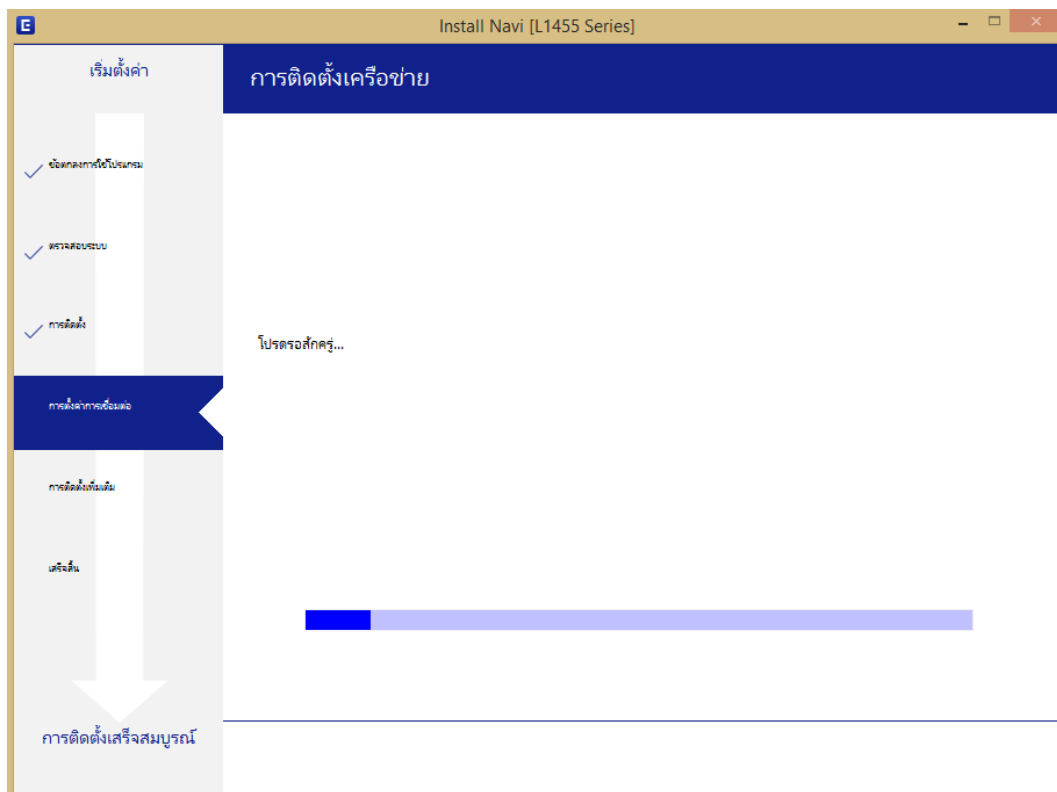 Install Navi [L1455 Series]
เริ่มตั้งค่า
การติดตั้งเครือข่าย
ข้อตกลงการใช้โปรแกรม
ตรวจสอบระบบ
การติดตั้ง
โปรดรอสักครู่...
การตั้งค่าการเชื่อมต่อ
การติดตั้งเพิ่มเติม
เสร็จสิ้น
การติดตั้งเสร็จสมบูรณ์